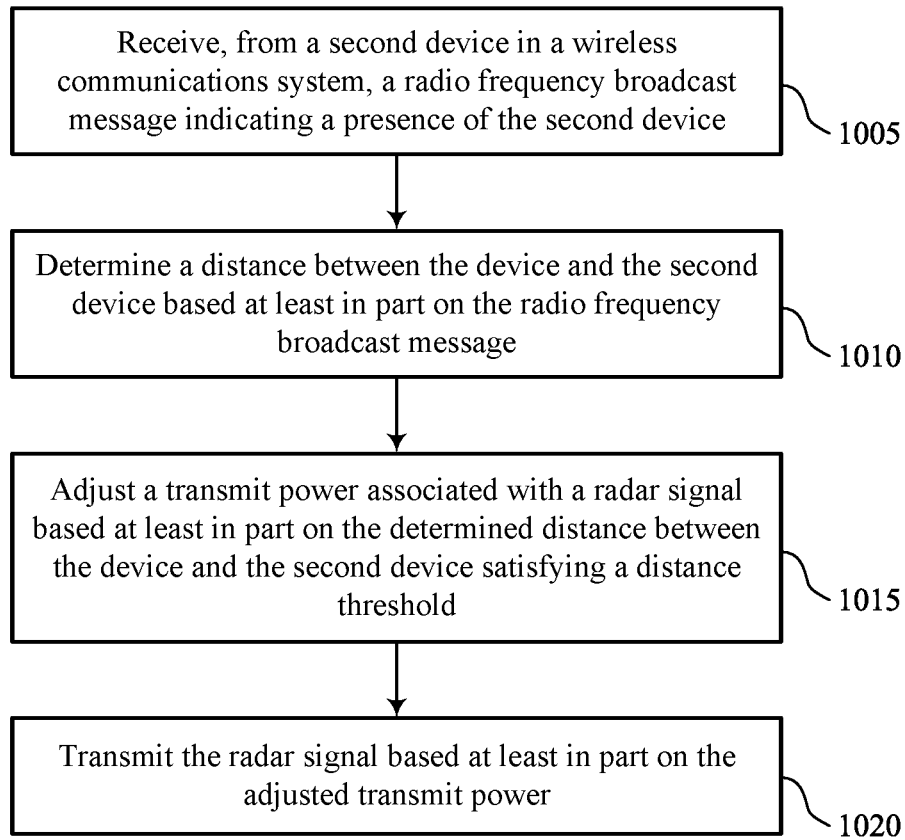 Receive, from a second device in a wireless
communications system, a radio frequency broadcast
message indicating a presence of the second device
1005
Determine a distance between the device and the second
device based at least in part on the radio frequency
broadcast message
1010
Adjust a transmit power associated with a radar signal
based at least in part on the determined distance between
the device and the second device satisfying a distance
threshold
1015
Transmit the radar signal based at least in part on the
adjusted transmit power
1020